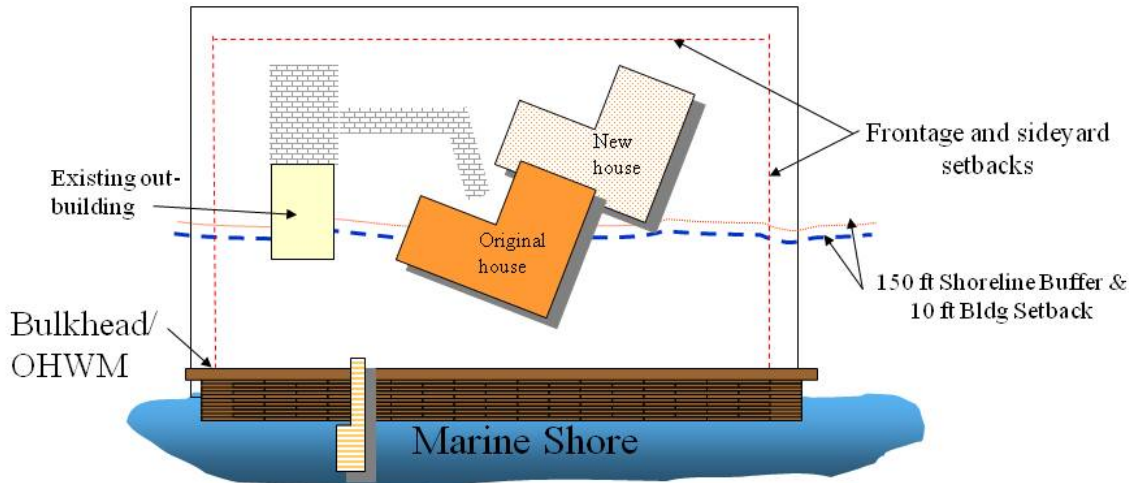 New
house
Frontage and sideyard
setbacks
Existing out-
building
Original
house
150 ft Shoreline Buffer &
10 ft Bldg Setback
Bulkhead/
OHWM
Marine Shore